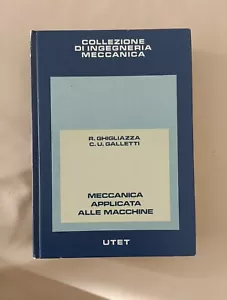 COLLEZIONE
DI INGEGNERIA
MECCANICA
R. GHIGLIAZZA
C. U. GALLETTI
MECCANICA
APPLICATA
ALLE MACCHINE
UTET